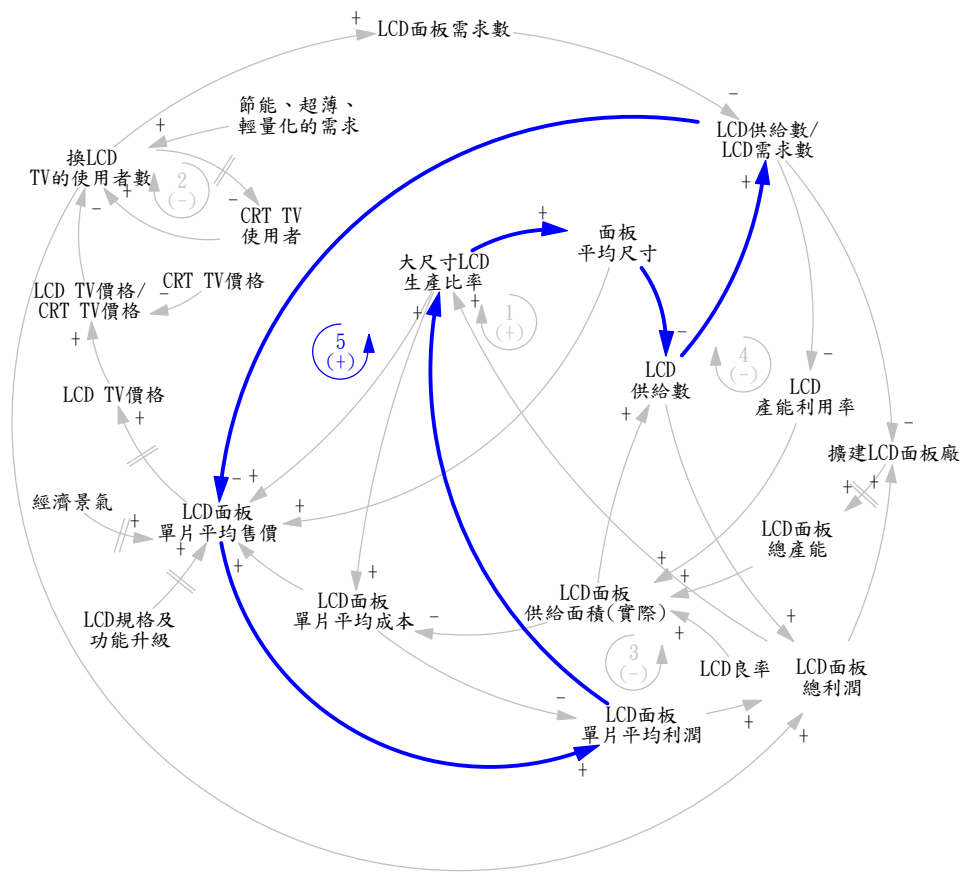 +
LCD面板需求數
−
節能、超薄、
輕量化的需求
+
LCD供給數/
LCD需求數
換LCD
TV的使用者數
2
(−)
+
−
−
+
CRT TV
使用者
+
面板
平均尺寸
大尺寸LCD
生產比率
CRT TV價格
LCD TV價格/
CRT TV價格
−
+
+
+
1
(+)
5
(+)
−
4
(−)
−
LCD
供給數
LCD
產能利用率
LCD TV價格
+
+
−
擴建LCD面板廠
−
+
+
+
+
經濟景氣
LCD面板
單片平均售價
+
+
+
+
LCD面板
總產能
+
+
+
LCD面板
單片平均成本
−
LCD面板
供給面積(實際)
+
+
LCD規格及
功能升級
3
(−)
LCD良率
LCD面板
總利潤
−
LCD面板
單片平均利潤
+
+
+